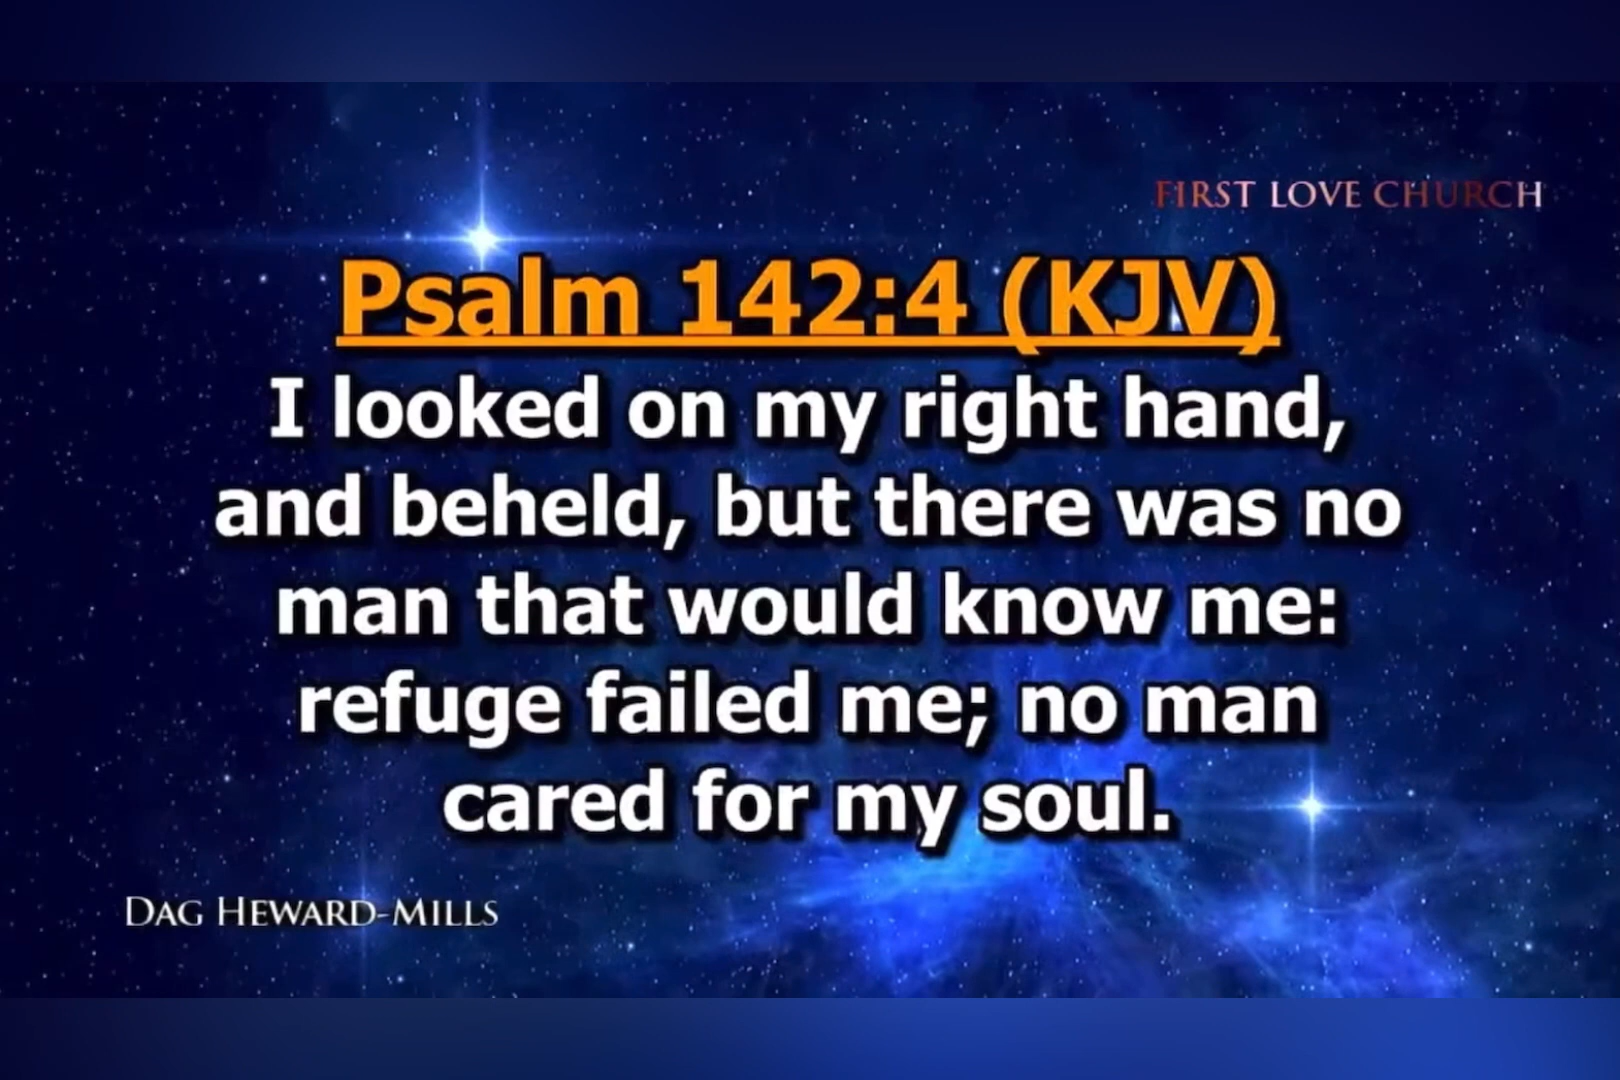 FIRST LOVE CHURCH
Psalm 142:4 (KJV)
I looked on my right hand,
and beheld, but there was no
man that would know me:
refuge failed me; no man
cared for my soul.
DAG HEWARD-MILLS